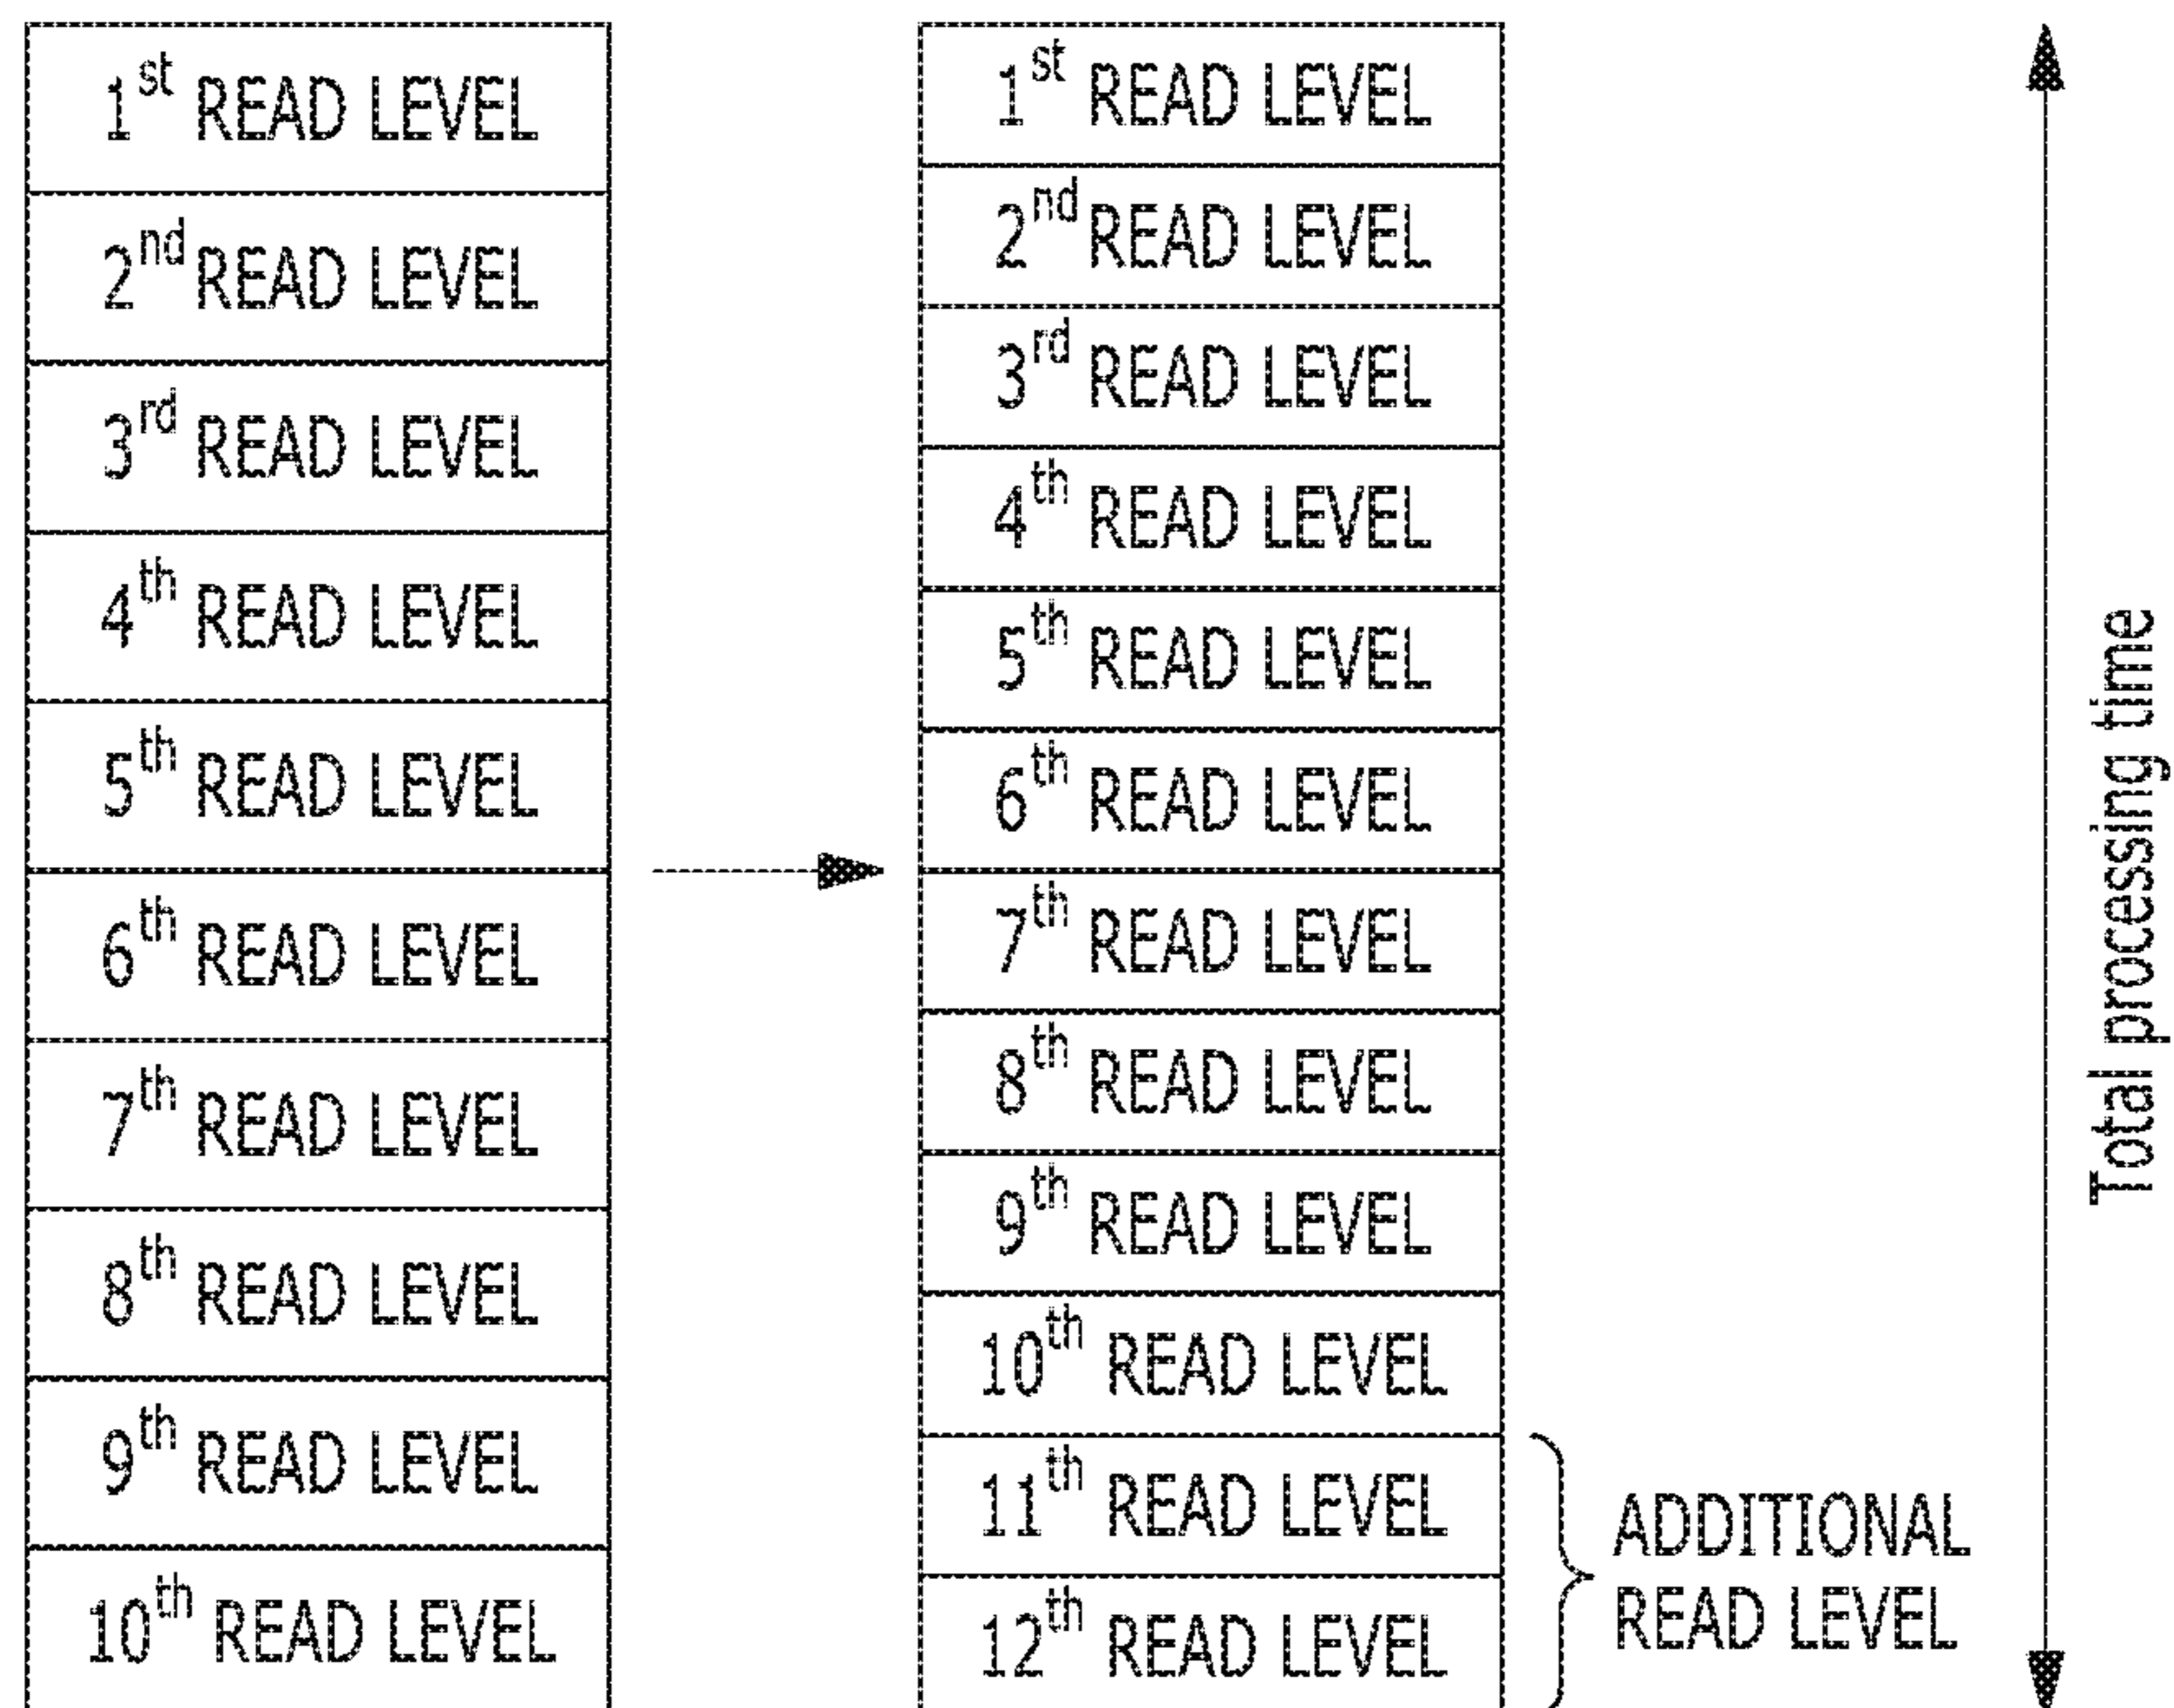 1st READ LEVEL
2nd READ LEVEL
3rd READ LEVEL
4th READ LEVEL
5th READ LEVEL
6th READ LEVEL
7th READ LEVEL
8th READ LEVEL
9th READ LEVEL
10th READ LEVEL
1st READ LEVEL
2nd READ LEVEL
3rd READ LEVEL
4th READ LEVEL
5th READ LEVEL
6th READ LEVEL
7th READ LEVEL
8th READ LEVEL
9th READ LEVEL
10th READ LEVEL
11th READ LEVEL
12th READ LEVEL
ADDITIONAL
READ LEVEL
Total processing time